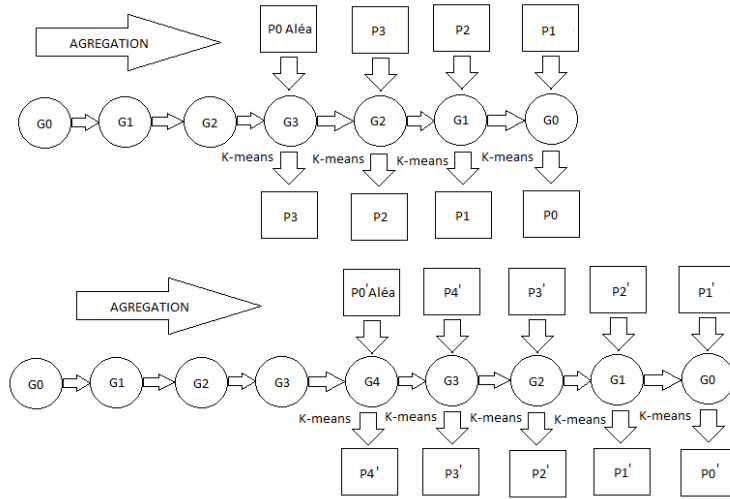 AGREGATION
P0 Aléa
P3
P2
P1
G0
G1
G2
G3
G2
G1
G0
K-means
K-means
K-means
K-means
P3
P2
P1
P0
AGREGATION
P0'Aléa
P4'
P3'
P2'
P1'
G0
G1
G2
G3
G4
G3
G2
G1
G0
K-means
K-means
K-means
K-means
K-means
P4'
P3'
P2'
P1'
P0'